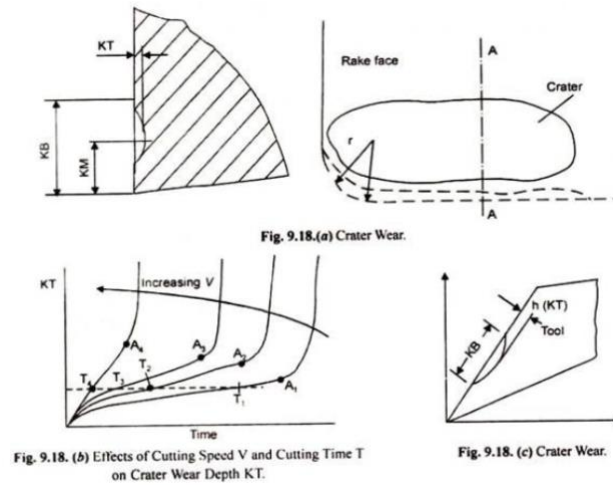 KT
KB
KM
Rake face
A
Crater
r
A
Fig. 9.18.(a) Crater Wear.
KT
Increasing V
A₄
A₃
A₂
A₁
T₄
T₃
T₂
T₁
Time
Fig. 9.18. (b) Effects of Cutting Speed V and Cutting Time T
on Crater Wear Depth KT.
h (KT)
KB
Tool
Fig. 9.18. (c) Crater Wear.